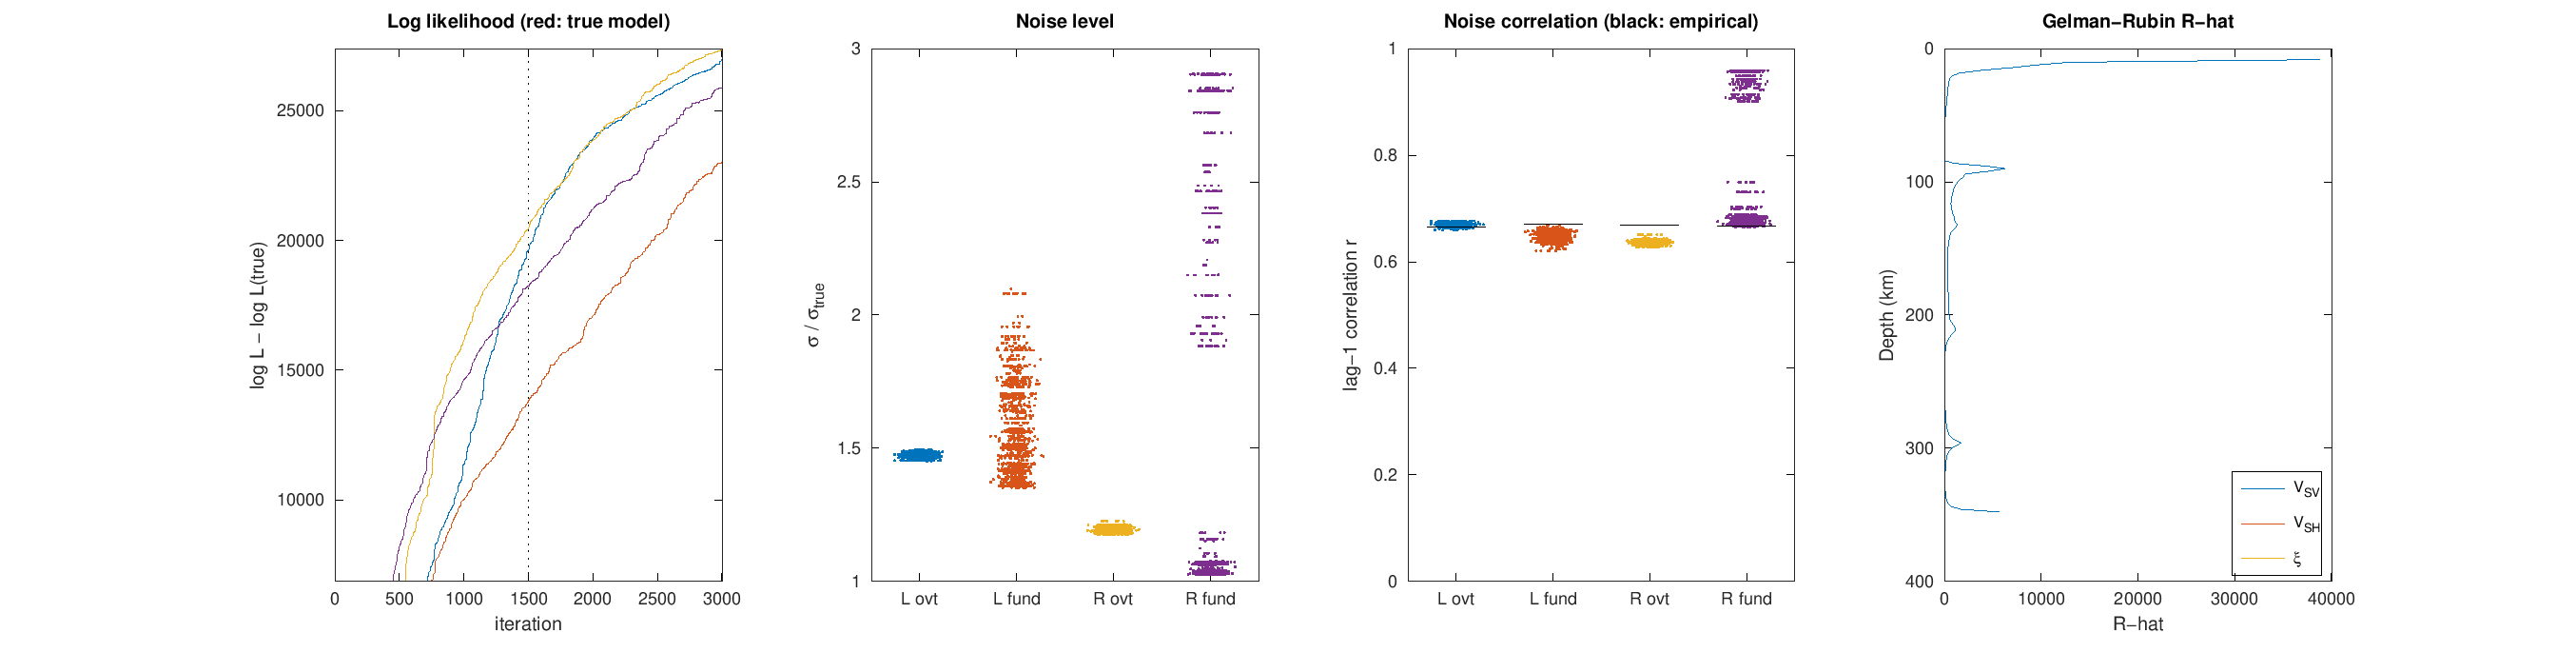 Log likelihood (red: true model)
log L − log L(true)
25000
20000
15000
10000
0 500 1000 1500 2000 2500 3000
iteration
Noise level
σ / σtrue
3
2.5
2
1.5
1
L ovt L fund R ovt R fund
Noise correlation (black: empirical)
lag−1 correlation r
1
0.8
0.6
0.4
0.2
0
L ovt L fund R ovt R fund
Gelman−Rubin R−hat
Depth (km)
0
100
200
300
400
VSV
VSH
ξ
0 10000 20000 30000 40000
R−hat